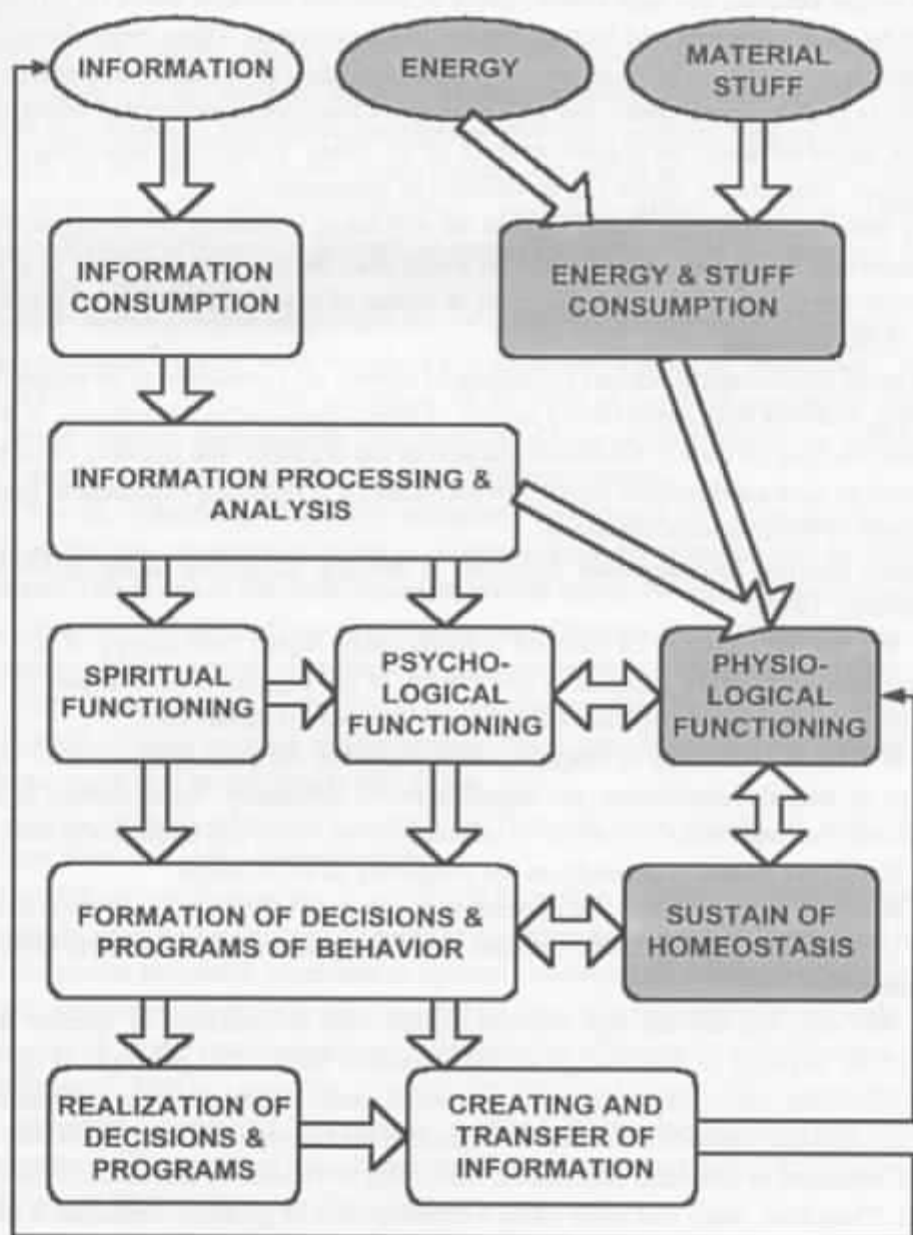 INFORMATION
ENERGY
MATERIAL
STUFF
INFORMATION
CONSUMPTION
ENERGY & STUFF
CONSUMPTION
INFORMATION PROCESSING &
ANALYSIS
SPIRITUAL
FUNCTIONING
PSYCHO-
LOGICAL
FUNCTIONING
PHYSIO-
LOGICAL
FUNCTIONING
FORMATION OF DECISIONS &
PROGRAMS OF BEHAVIOR
SUSTAIN OF
HOMEOSTASIS
REALIZATION OF
DECISIONS &
PROGRAMS
CREATING AND
TRANSFER OF
INFORMATION